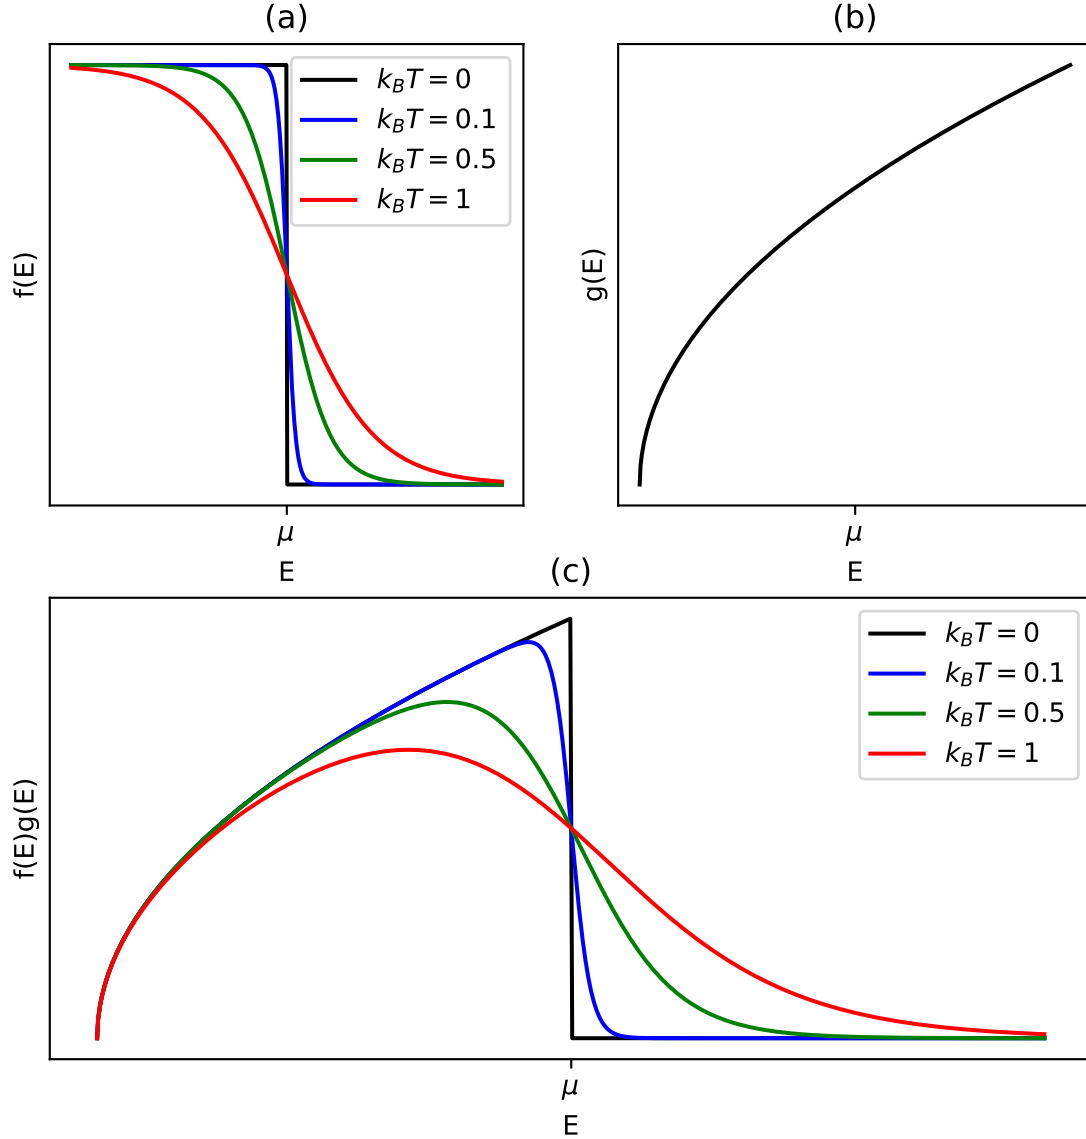 (a)
f(E)
k_BT = 0
k_BT = 0.1
k_BT = 0.5
k_BT = 1
μ
E
(b)
g(E)
μ
E
(c)
f(E)g(E)
k_BT = 0
k_BT = 0.1
k_BT = 0.5
k_BT = 1
μ
E